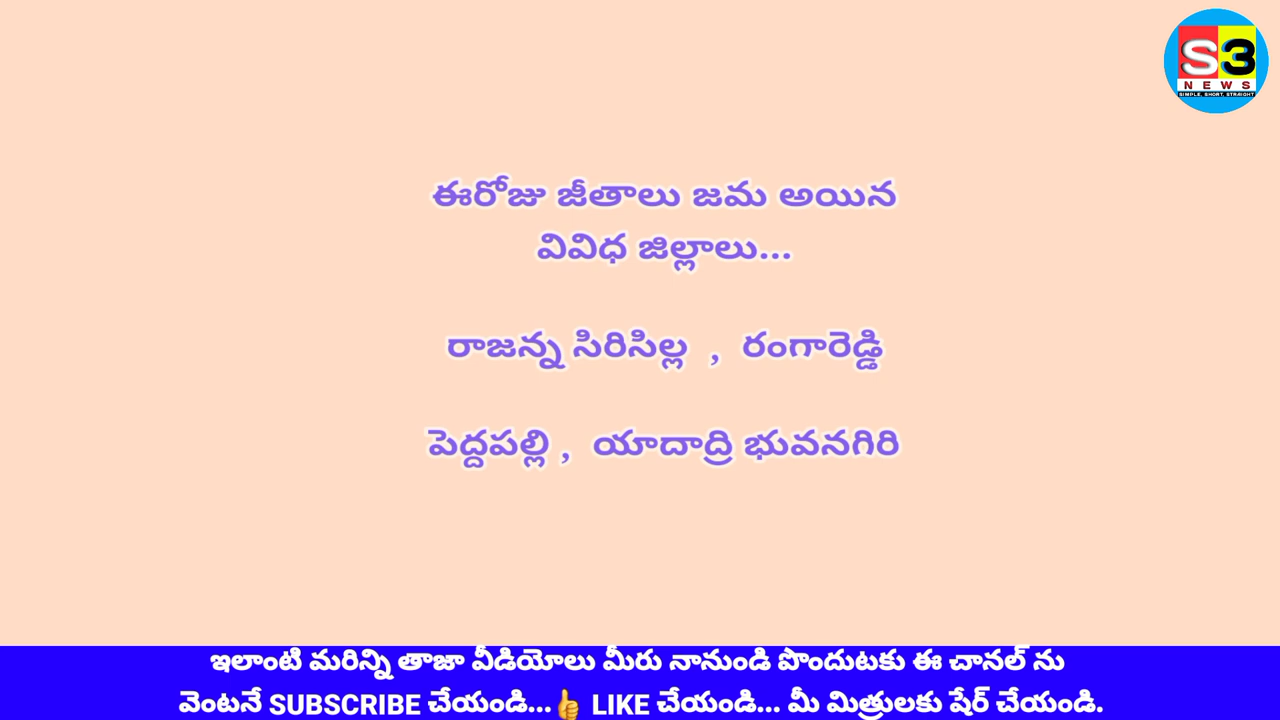 S3
NEWS
SIMPLE, SHORT, STRAIGHT
ఈరోజు జీతాలు జమ అయిన
వివిధ జిల్లాలు...
రాజన్న సిరిసిల్ల , రంగారెడ్డి
పెద్దపల్లి , యాదాద్రి భువనగిరి
ఇలాంటి మరిన్ని తాజా వీడియోలు మీరు నానుండి పొందుటకు ఈ చానల్ ను
వెంటనే SUBSCRIBE చేయండి...👍 LIKE చేయండి... మీ మిత్రులకు షేర్ చేయండి.